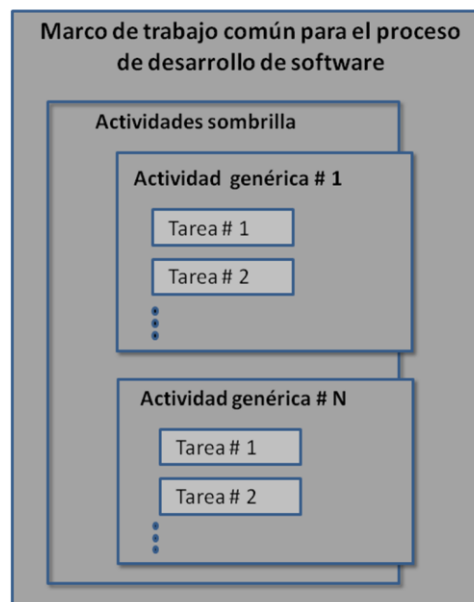 Marco de trabajo común para el proceso
de desarrollo de software
Actividades sombrilla
Actividad genérica # 1
Tarea # 1
Tarea # 2
Actividad genérica # N
Tarea # 1
Tarea # 2